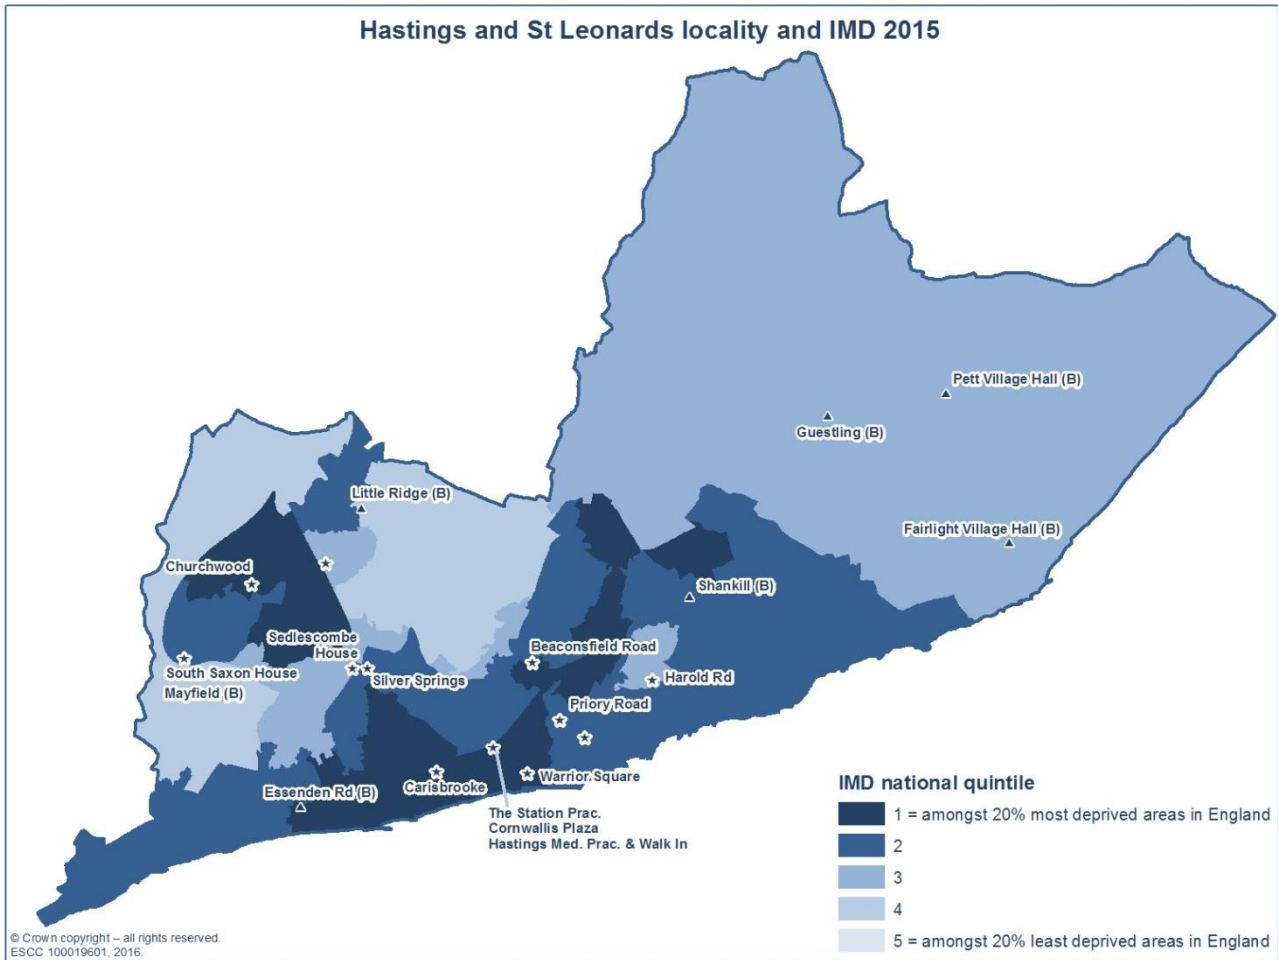 Hastings and St Leonards locality and IMD 2015
Pett Village Hall (B)
Guestling (B)
Little Ridge (B)
Fairlight Village Hall (B)
Churchwood
Shankill (B)
Sedlescombe
House
Beaconsfield Road
South Saxon House
Mayfield (B)
Silver Springs
Harold Rd
Priory Road
Warrior Square
Carisbrooke
Essenden Rd (B)
The Station Prac.
Cornwallis Plaza
Hastings Med. Prac. & Walk In
IMD national quintile
1 = amongst 20% most deprived areas in England
2
3
4
5 = amongst 20% least deprived areas in England
© Crown copyright – all rights reserved.
ESCC 100019601, 2016.